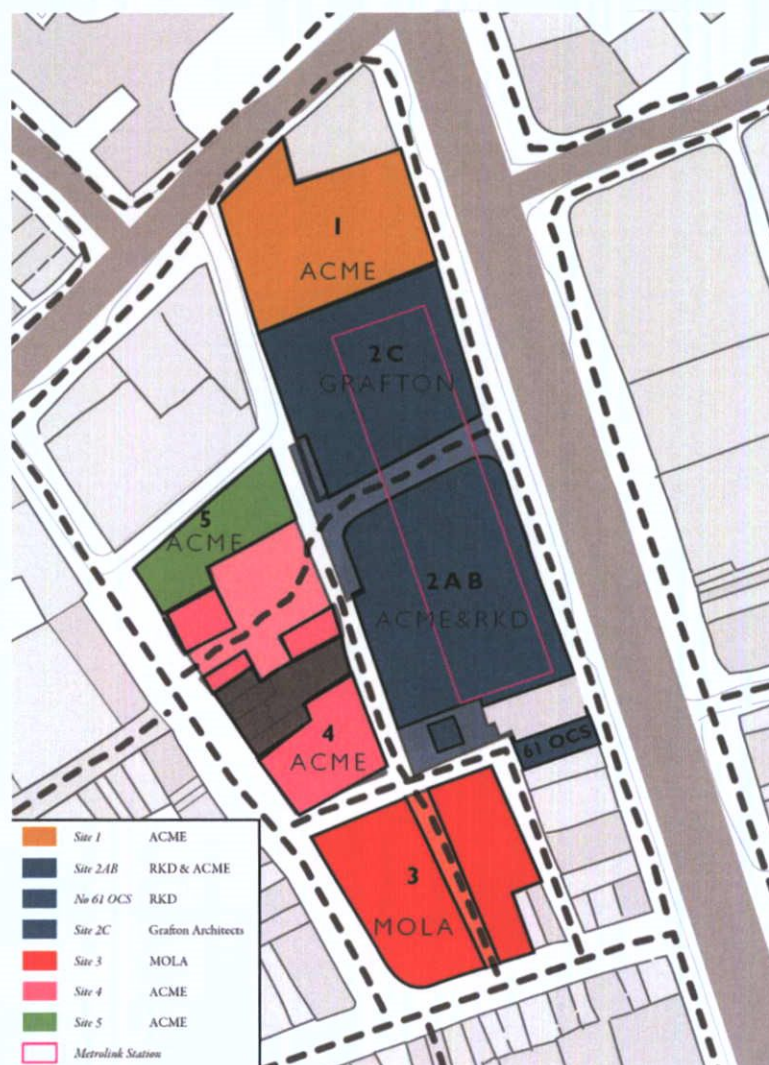 1
ACME
2C
GRAFTON
5
ACME
2AB
ACME&RKD
61 OCS
4
ACME
3
MOLA
Site 1 ACME
Site 2AB RKD & ACME
No 61 OCS RKD
Site 2C Grafton Architects
Site 3 MOLA
Site 4 ACME
Site 5 ACME
Metrolink Station